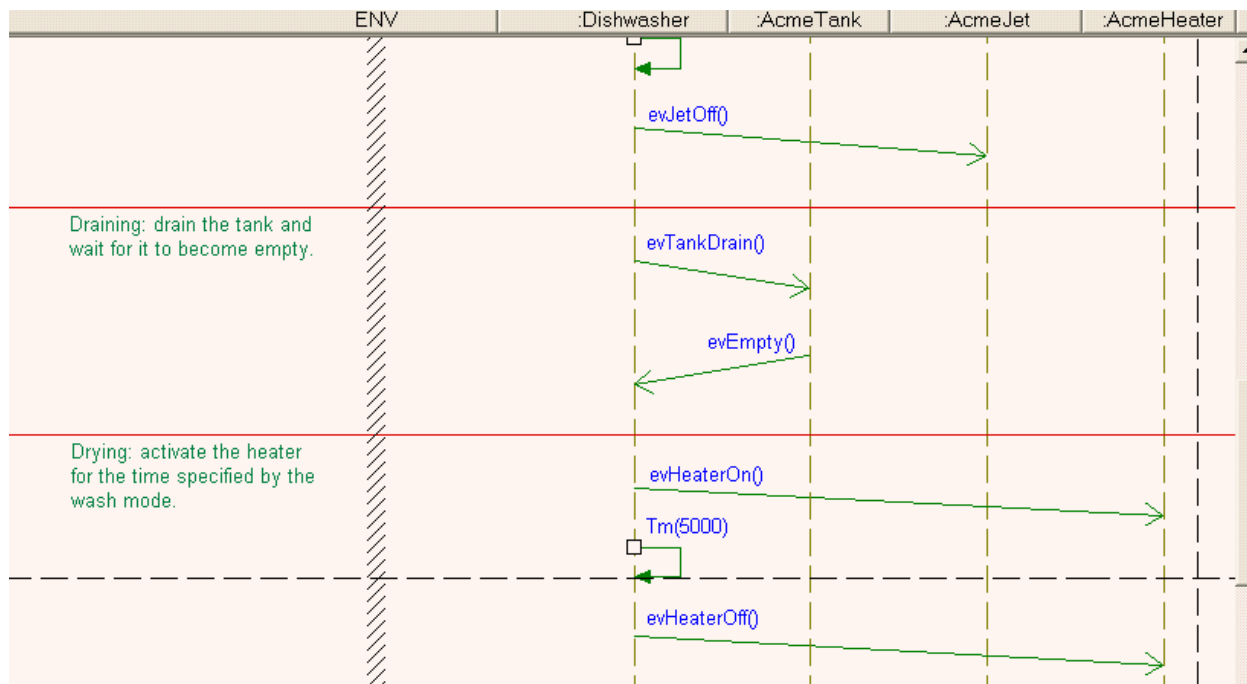 ENV :Dishwasher :AcmeTank :AcmeJet :AcmeHeater
evJetOff()
Draining: drain the tank and
wait for it to become empty.
evTankDrain()
evEmpty()
Drying: activate the heater
for the time specified by the
wash mode.
evHeaterOn()
Tm(5000)
evHeaterOff()